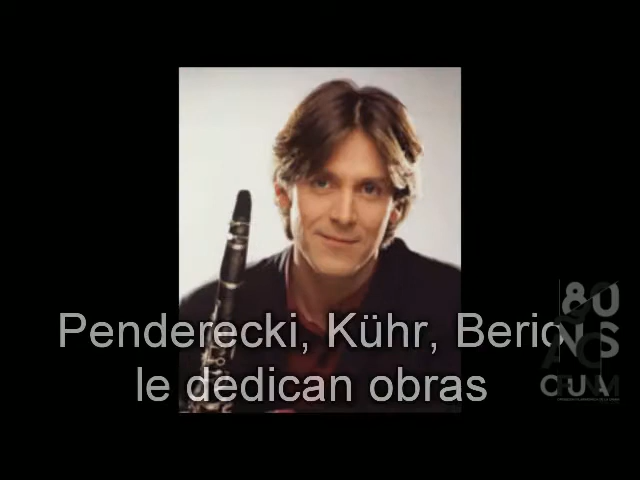 Penderecki, Kühr, Berio
le dedican obras